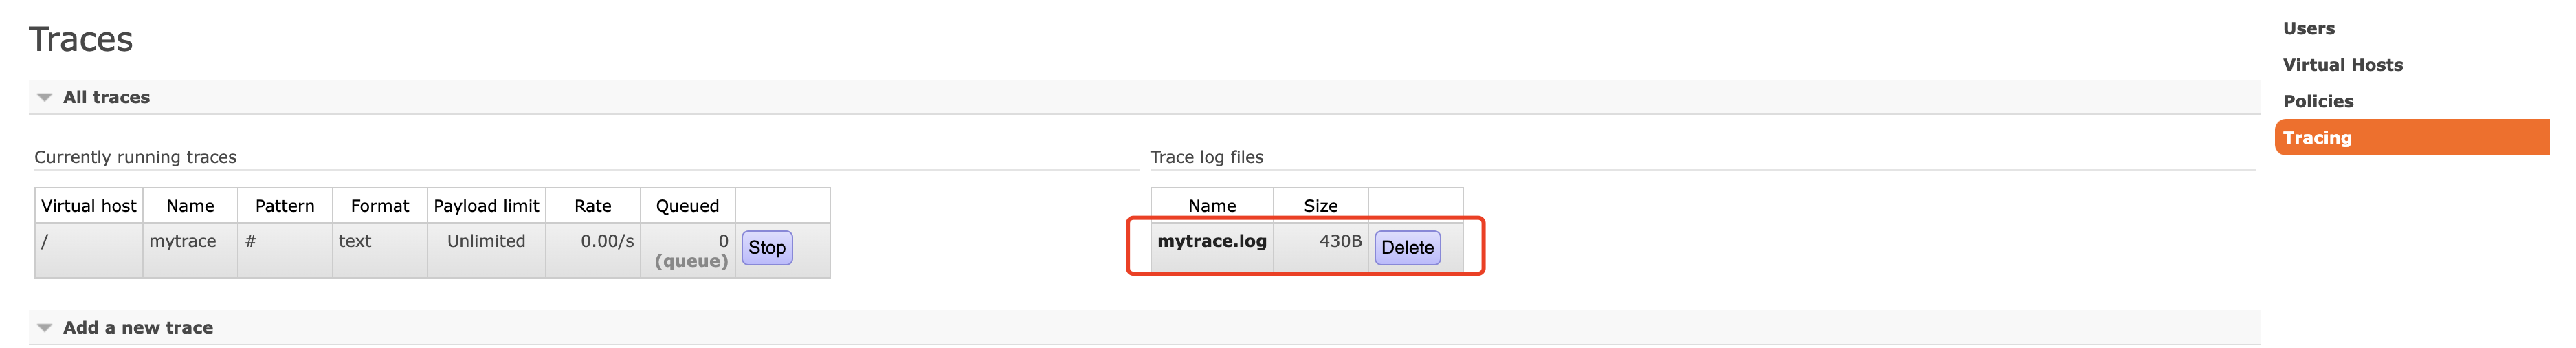 Traces
All traces
Currently running traces
Virtual host Name Pattern Format Payload limit Rate Queued
/ mytrace # text Unlimited 0.00/s 0 (queue) Stop
Trace log files
Name Size
mytrace.log 430B Delete
Add a new trace
Users
Virtual Hosts
Policies
Tracing